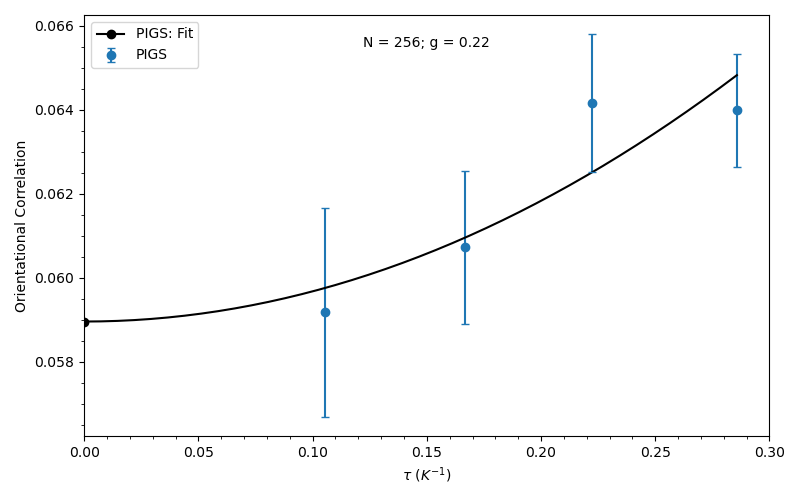 PIGS: Fit
PIGS
N = 256; g = 0.22
0.066
0.064
0.062
0.060
0.058
Orientational Correlation
0.00
0.05
0.10
0.15
0.20
0.25
0.30
τ (K⁻¹)